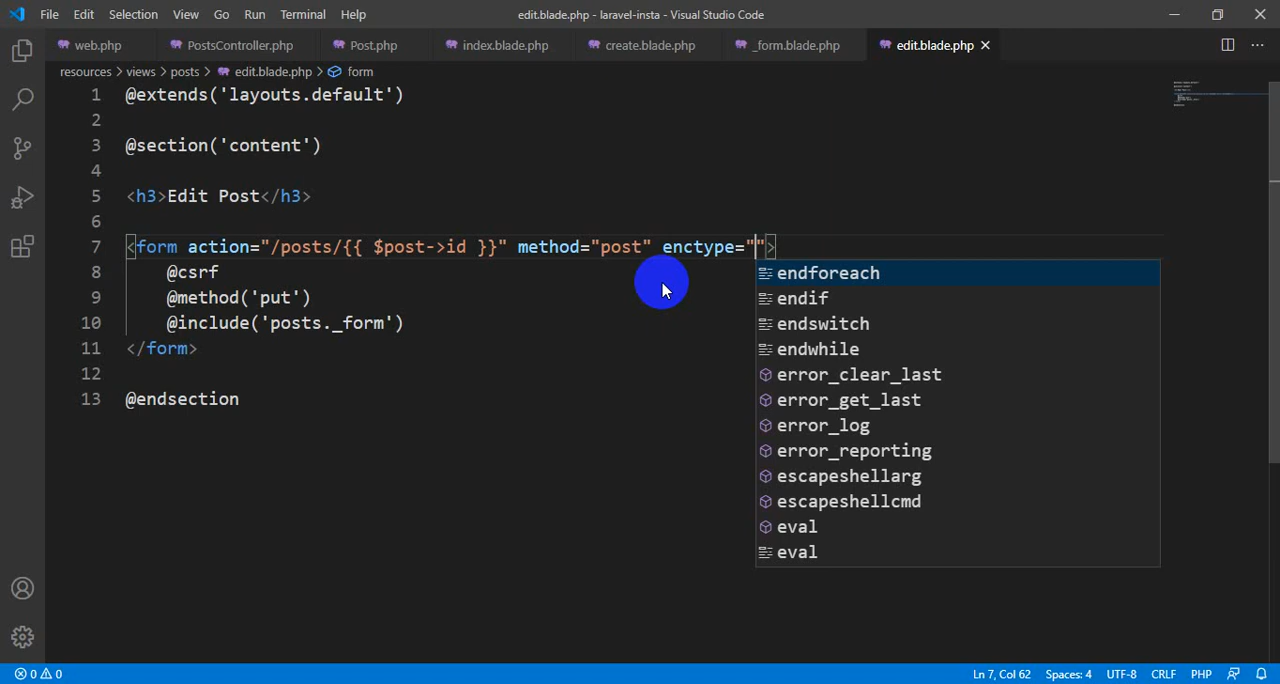 File Edit Selection View Go Run Terminal Help edit.blade.php - laravel-insta - Visual Studio Code
web.php PostsController.php Post.php index.blade.php create.blade.php _form.blade.php edit.blade.php
resources > views > posts > edit.blade.php > form
1 @extends('layouts.default')
2
3 @section('content')
4
5 <h3>Edit Post</h3>
6
7 <form action="/posts/{{ $post->id }}" method="post" enctype="">
8 @csrf
9 @method('put')
10 @include('posts._form')
11 </form>
12
13 @endsection
endforeach
endif
endswitch
endwhile
error_clear_last
error_get_last
error_log
error_reporting
escapeshellarg
escapeshellcmd
eval
eval
0 0 Ln 7, Col 62 Spaces: 4 UTF-8 CRLF PHP